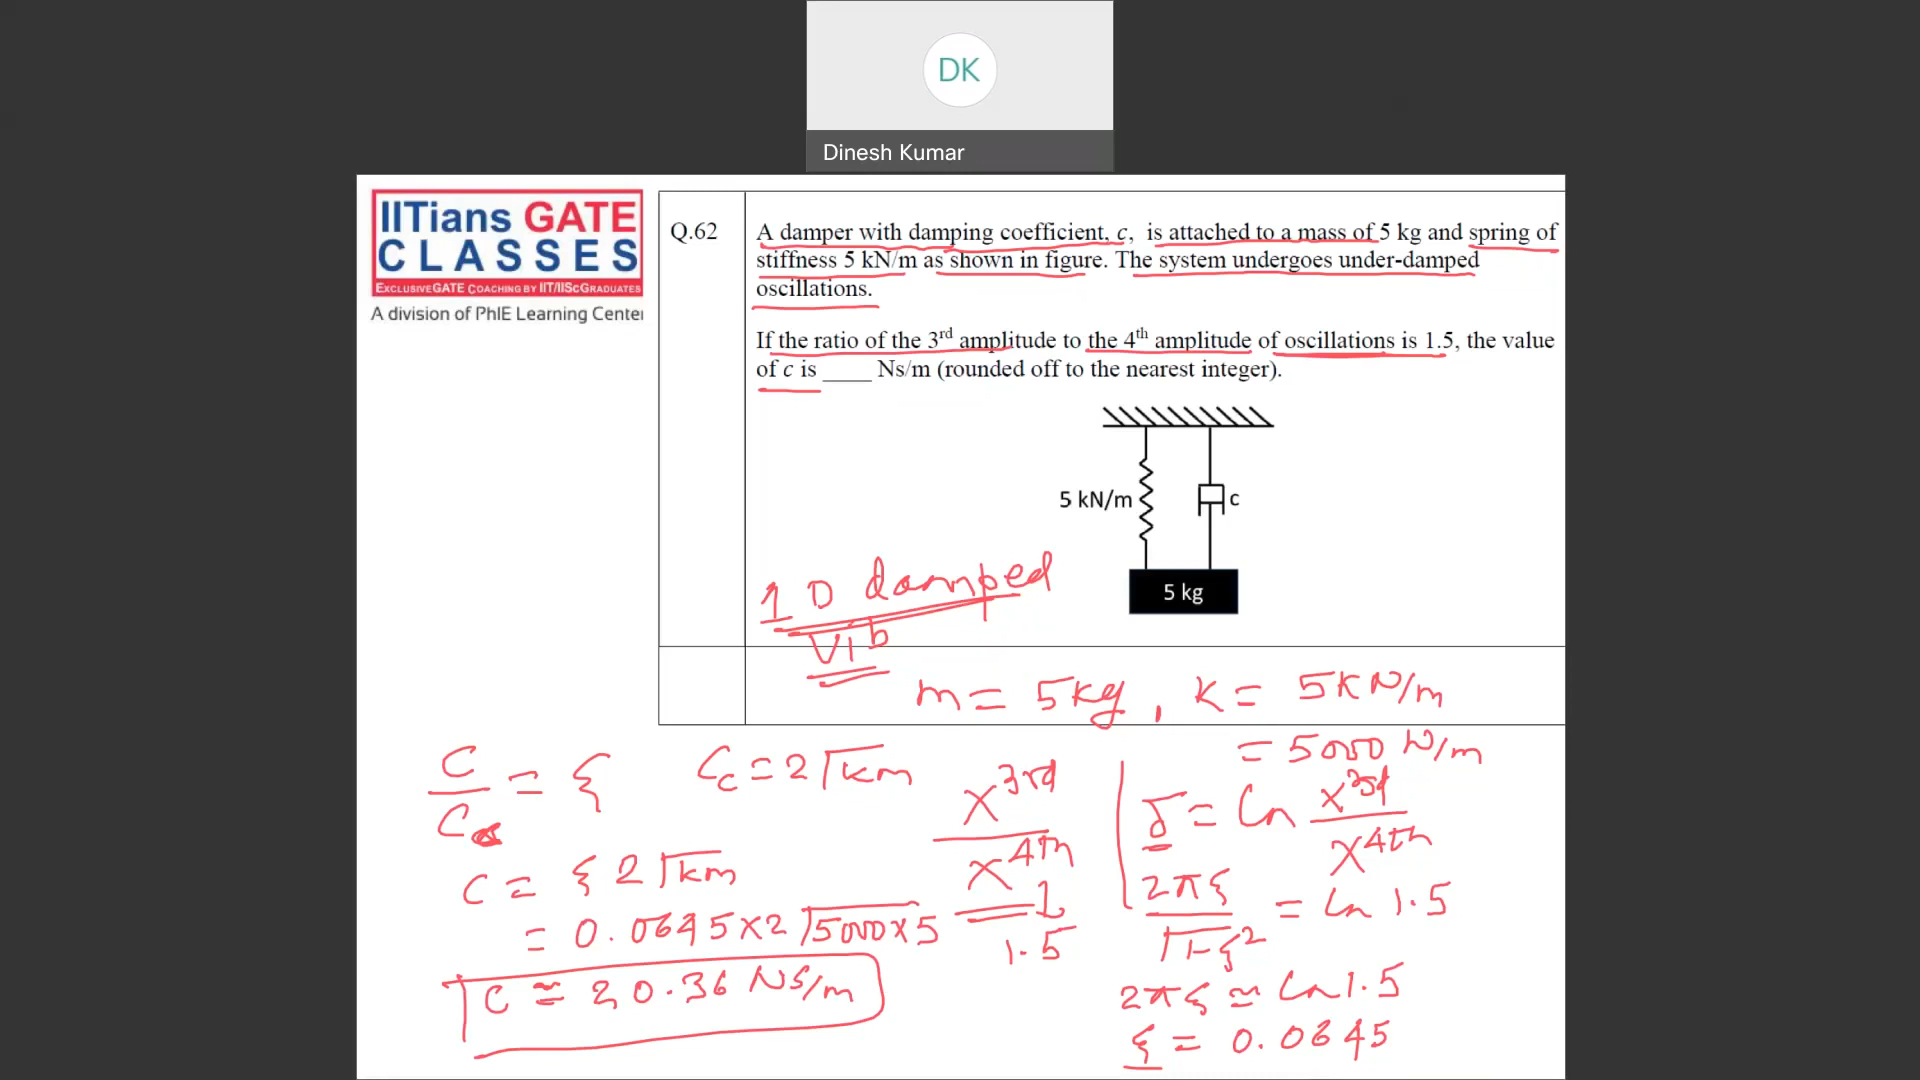 DK
Dinesh Kumar
IITians GATE
CLASSES
EXCLUSIVE GATE COACHING BY IIT/IISC GRADUATES
A division of PhIE Learning Center
Q.62
A damper with damping coefficient, c, is attached to a mass of 5 kg and spring of
stiffness 5 kN/m as shown in figure. The system undergoes under-damped
oscillations.
If the ratio of the 3rd amplitude to the 4th amplitude of oscillations is 1.5, the value
of c is ____ Ns/m (rounded off to the nearest integer).
5 kN/m
c
5 kg
1 D damped
Vib
m = 5kg, K = 5KN/m
= 5000 N/m
C/Cc = ξ
Cc = 2√km
X3rd/X4th = 1/1.5
δ = ln X3rd/X4th
C = ξ 2√km
2πξ/√1-ξ² = ln 1.5
= 0.0645×2√5000×5
C ≈ 20.36 NS/m
2πξ ≈ ln 1.5
ξ = 0.0645